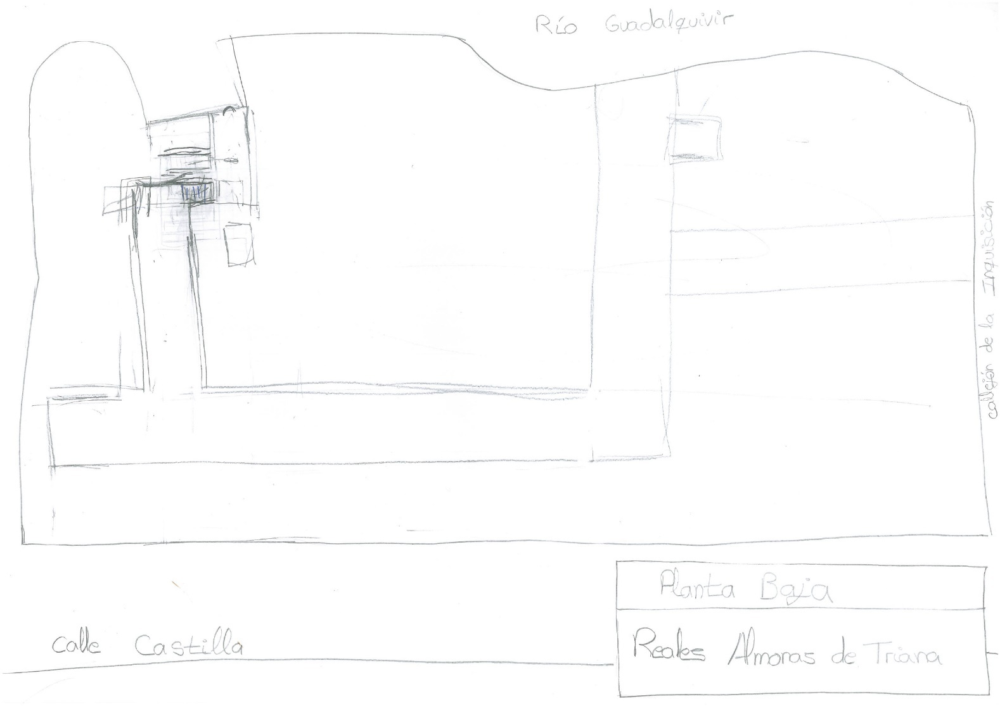 Río Guadalquivir
callejón de la Inquisición
Planta Baja
calle Castilla
Reales Almonas de Triana